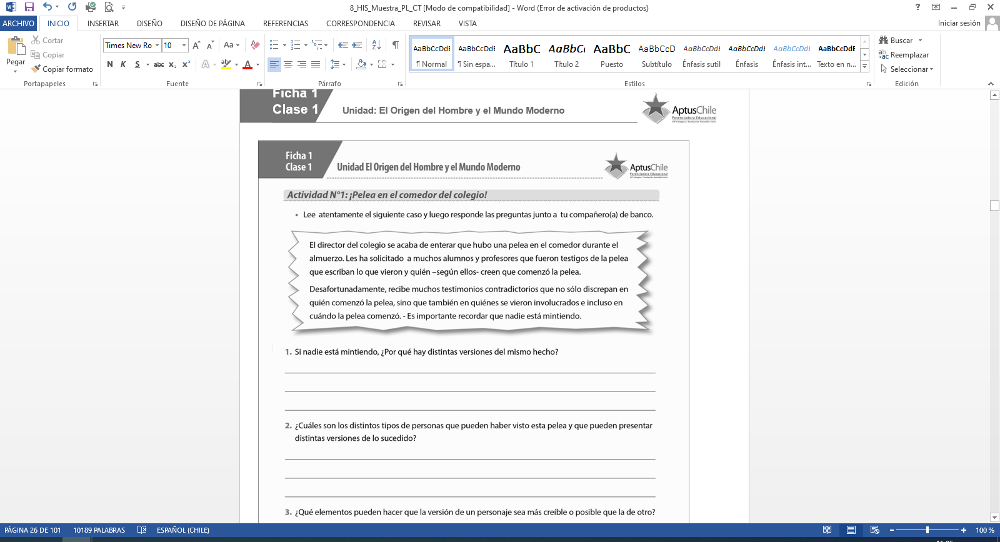 8_HIS_Muestra_PL_CT [Modo de compatibilidad] - Word (Error de activación de productos)
ARCHIVO INICIO INSERTAR DISEÑO DISEÑO DE PÁGINA REFERENCIAS CORRESPONDENCIA REVISAR VISTA Iniciar sesión
Pegar
Cortar
Copiar
Copiar formato
Portapapeles
Times New Ro 10
N K S abc x₂ x²
Fuente
Párrafo
AaBbCcDdE AaBbCcDdE AaBbC AaBbC AaBbC AaBbCcD AaBbCcDdE AaBbCcDdE AaBbCcDdE AaBbCcDdE
¶ Normal ¶ Sin espa... Título 1 Título 2 Puesto Subtítulo Énfasis sutil Énfasis Énfasis int... Texto en n...
Estilos
Buscar
Reemplazar
Seleccionar
Edición
Ficha 1
Clase 1
Unidad: El Origen del Hombre y el Mundo Moderno
AptusChile
Potenciadora Educacional
Ficha 1
Clase 1
Unidad El Origen del Hombre y el Mundo Moderno
AptusChile
Potenciadora Educacional
Actividad N°1: ¡Pelea en el comedor del colegio!
• Lee atentamente el siguiente caso y luego responde las preguntas junto a tu compañero(a) de banco.
El director del colegio se acaba de enterar que hubo una pelea en el comedor durante el
almuerzo. Les ha solicitado a muchos alumnos y profesores que fueron testigos de la pelea
que escriban lo que vieron y quién –según ellos- creen que comenzó la pelea.
Desafortunadamente, recibe muchos testimonios contradictorios que no sólo discrepan en
quién comenzó la pelea, sino que también en quiénes se vieron involucrados e incluso en
cuándo la pelea comenzó. - Es importante recordar que nadie está mintiendo.
1. Si nadie está mintiendo, ¿Por qué hay distintas versiones del mismo hecho?
2. ¿Cuáles son los distintos tipos de personas que pueden haber visto esta pelea y que pueden presentar
distintas versiones de lo sucedido?
3. ¿Qué elementos pueden hacer que la versión de un personaje sea más creíble o posible que la de otro?
PÁGINA 26 DE 101 10189 PALABRAS ESPAÑOL (CHILE) 100 %